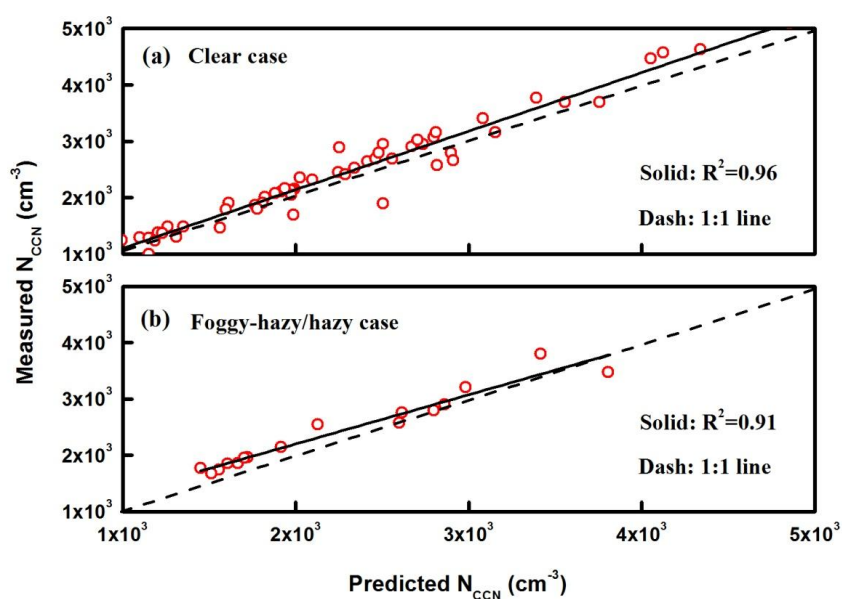 5x10³
(a) Clear case
4x10³
3x10³
Solid: R²=0.96
2x10³
Dash: 1:1 line
1x10³
5x10³
(b) Foggy-hazy/hazy case
4x10³
3x10³
Solid: R²=0.91
2x10³
Dash: 1:1 line
1x10³
1x10³ 2x10³ 3x10³ 4x10³ 5x10³
Measured N_CCN (cm⁻³)
Predicted N_CCN (cm⁻³)